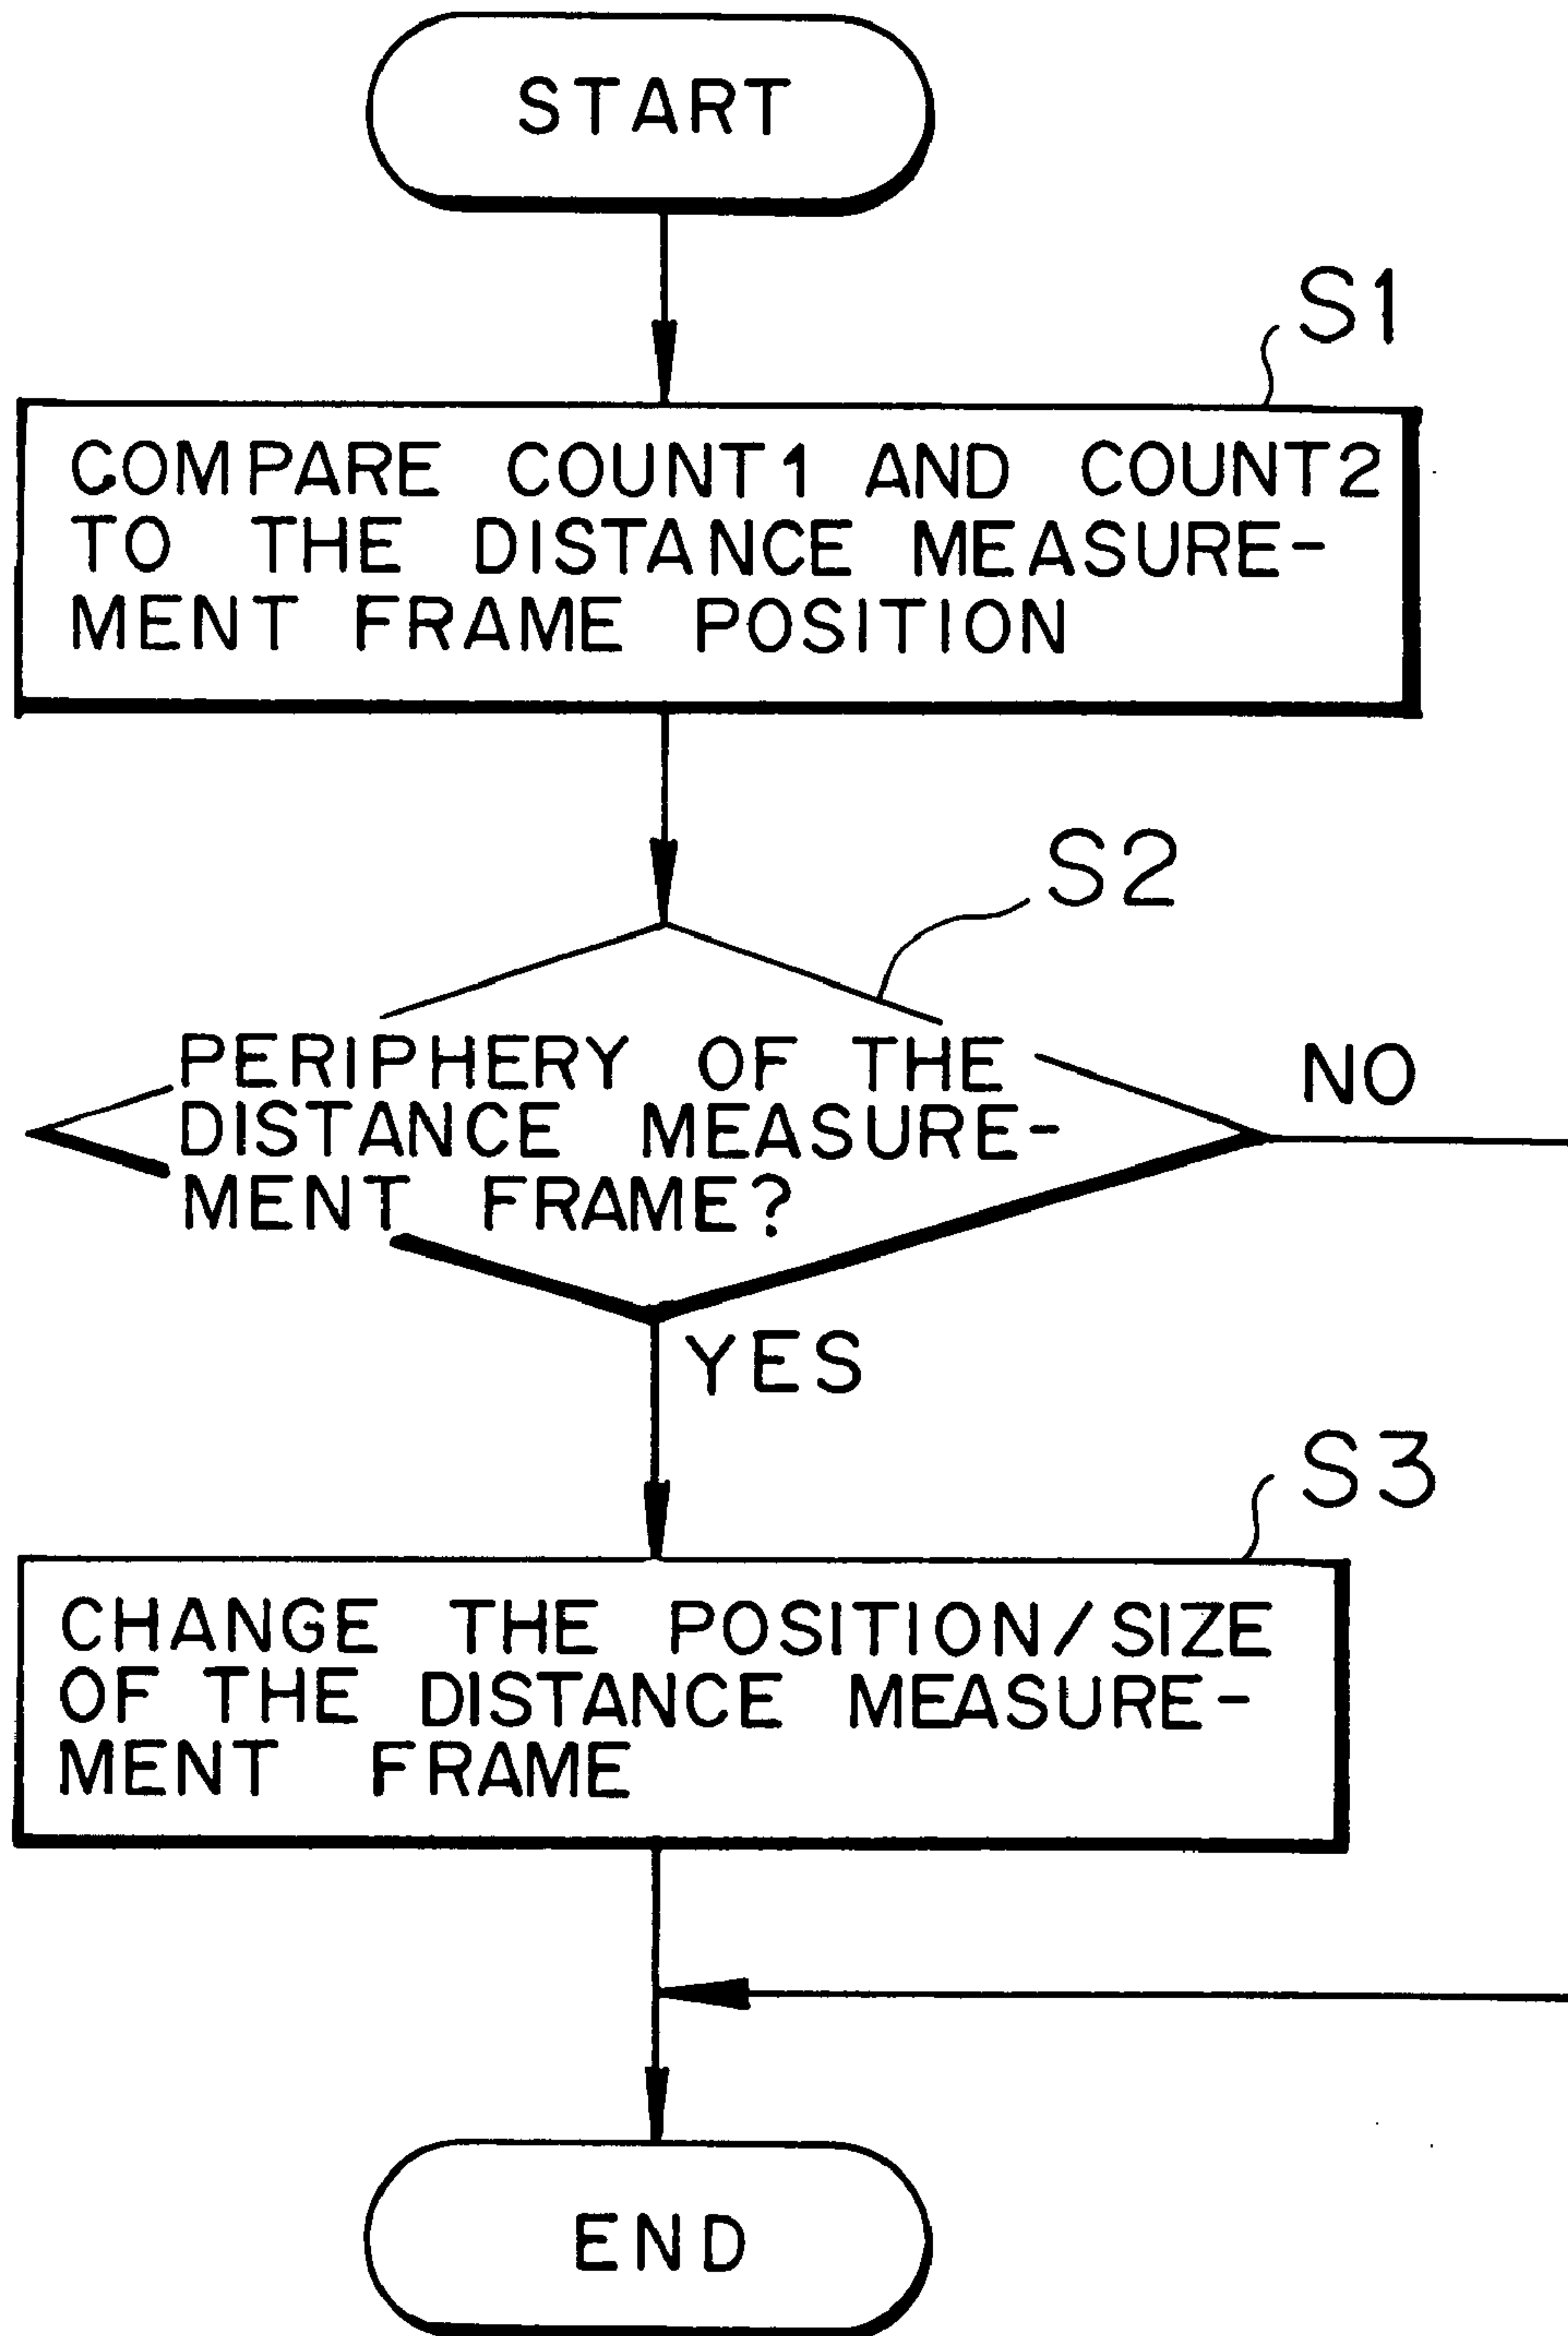 START
S1
COMPARE COUNT1 AND COUNT2
TO THE DISTANCE MEASURE-
MENT FRAME POSITION
S2
PERIPHERY OF THE
DISTANCE MEASURE-
MENT FRAME?
NO
YES
S3
CHANGE THE POSITION/SIZE
OF THE DISTANCE MEASURE-
MENT FRAME
END